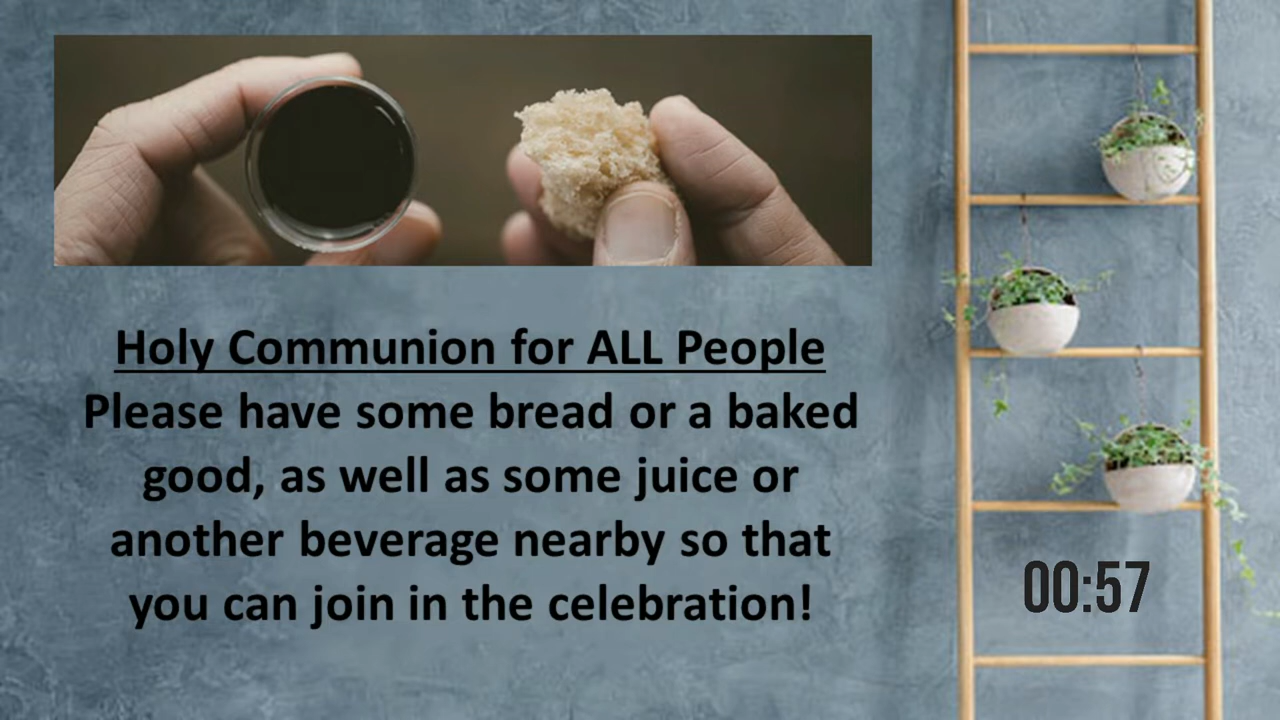 Holy Communion for ALL People
Please have some bread or a baked
good, as well as some juice or
another beverage nearby so that
you can join in the celebration!
00:57